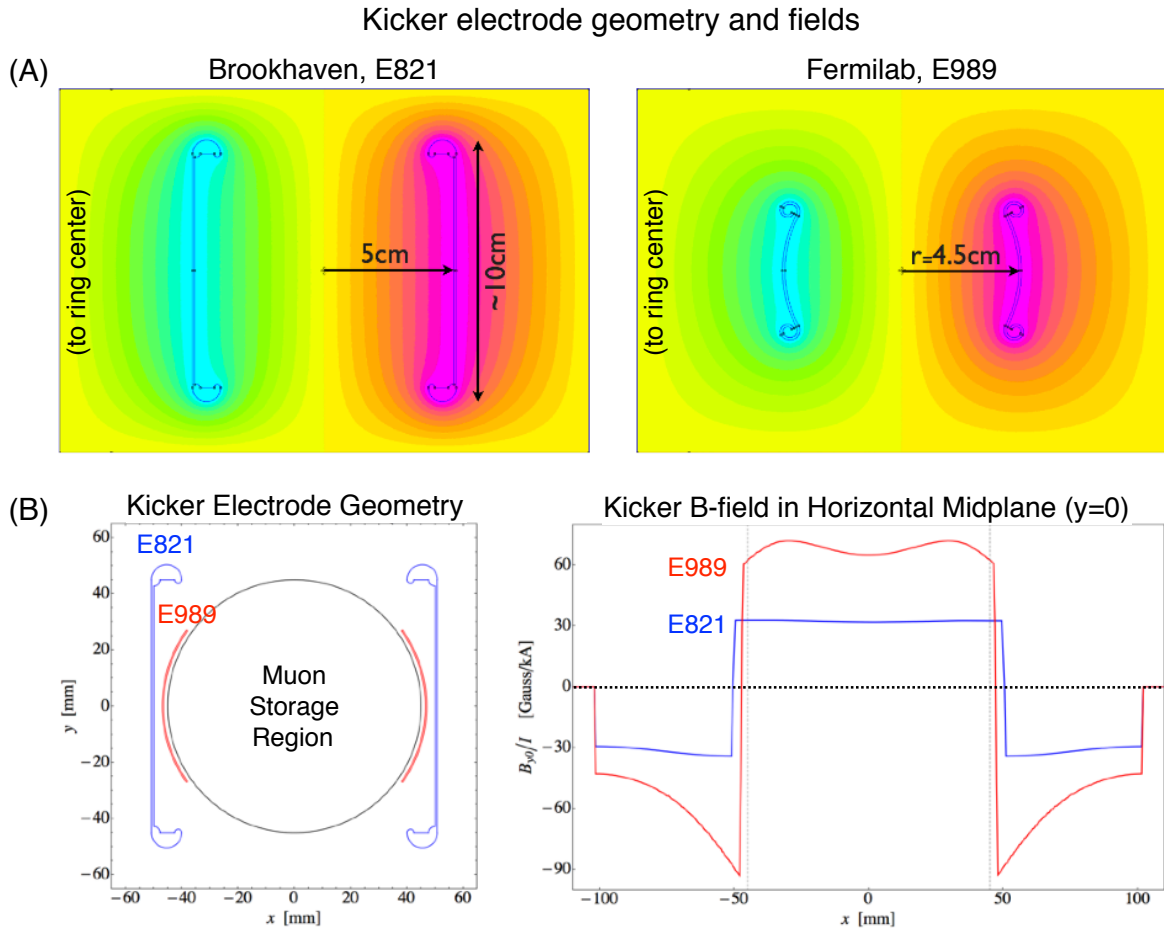 Kicker electrode geometry and fields
(A)
Brookhaven, E821
Fermilab, E989
(to ring center)
5cm
~10cm
(to ring center)
r=4.5cm
(B)
Kicker Electrode Geometry
Kicker B-field in Horizontal Midplane (y=0)
60
40
20
0
−20
−40
−60
y [mm]
E821
E989
Muon
Storage
Region
−60
−40
−20
0
20
40
60
x [mm]
60
30
0
−30
−60
−90
B_y0/I [Gauss/kA]
E989
E821
−100
−50
0
50
100
x [mm]